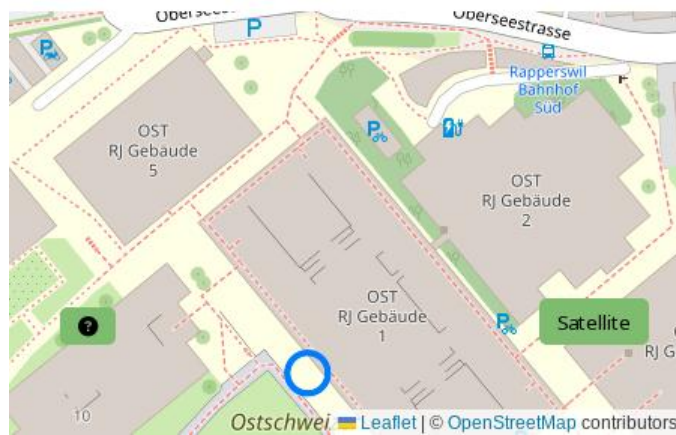 Oberseestrasse
Oberseestrasse
P
P
Rapperswil
Bahnhof
Süd
OST
RJ Gebäude
5
P
OST
RJ Gebäude
2
OST
RJ Gebäude
1
P
?
Satellite
RJ G
10
Ostschwei
Leaflet | © OpenStreetMap contributors